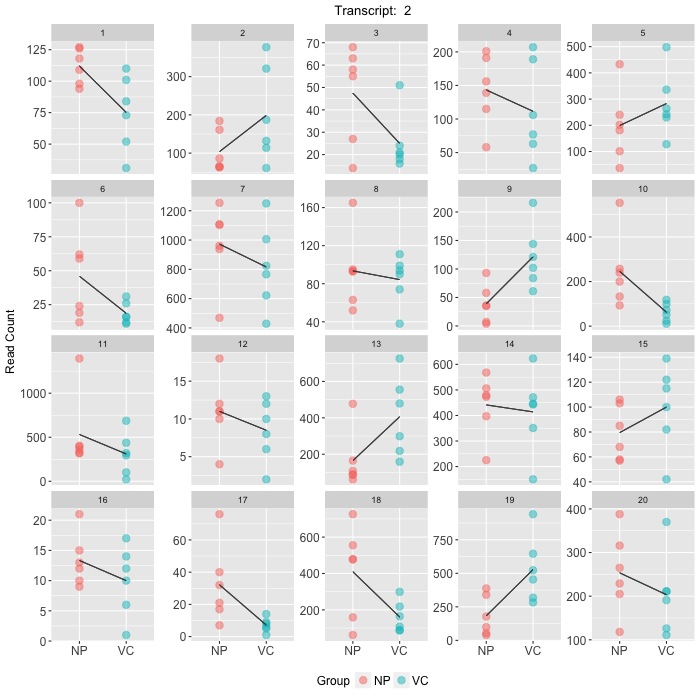 Transcript: 2
1 2 3 4 5
125 100 75 50
300 200 100
70 60 50 40 30 20
200 150 100 50
500 400 300 200 100
6 7 8 9 10
100 75 50 25
1200 1000 800 600 400
160 120 80 40
200 150 100 50 0
400 200 0
Read Count
11 12 13 14 15
1000 500 0
15 10 5
600 400 200
600 500 400 300 200
140 120 100 80 60 40
16 17 18 19 20
20 15 10 5 0
60 40 20 0
600 400 200
750 500 250 0
400 300 200 100
NP VC NP VC NP VC NP VC NP VC
Group NP VC